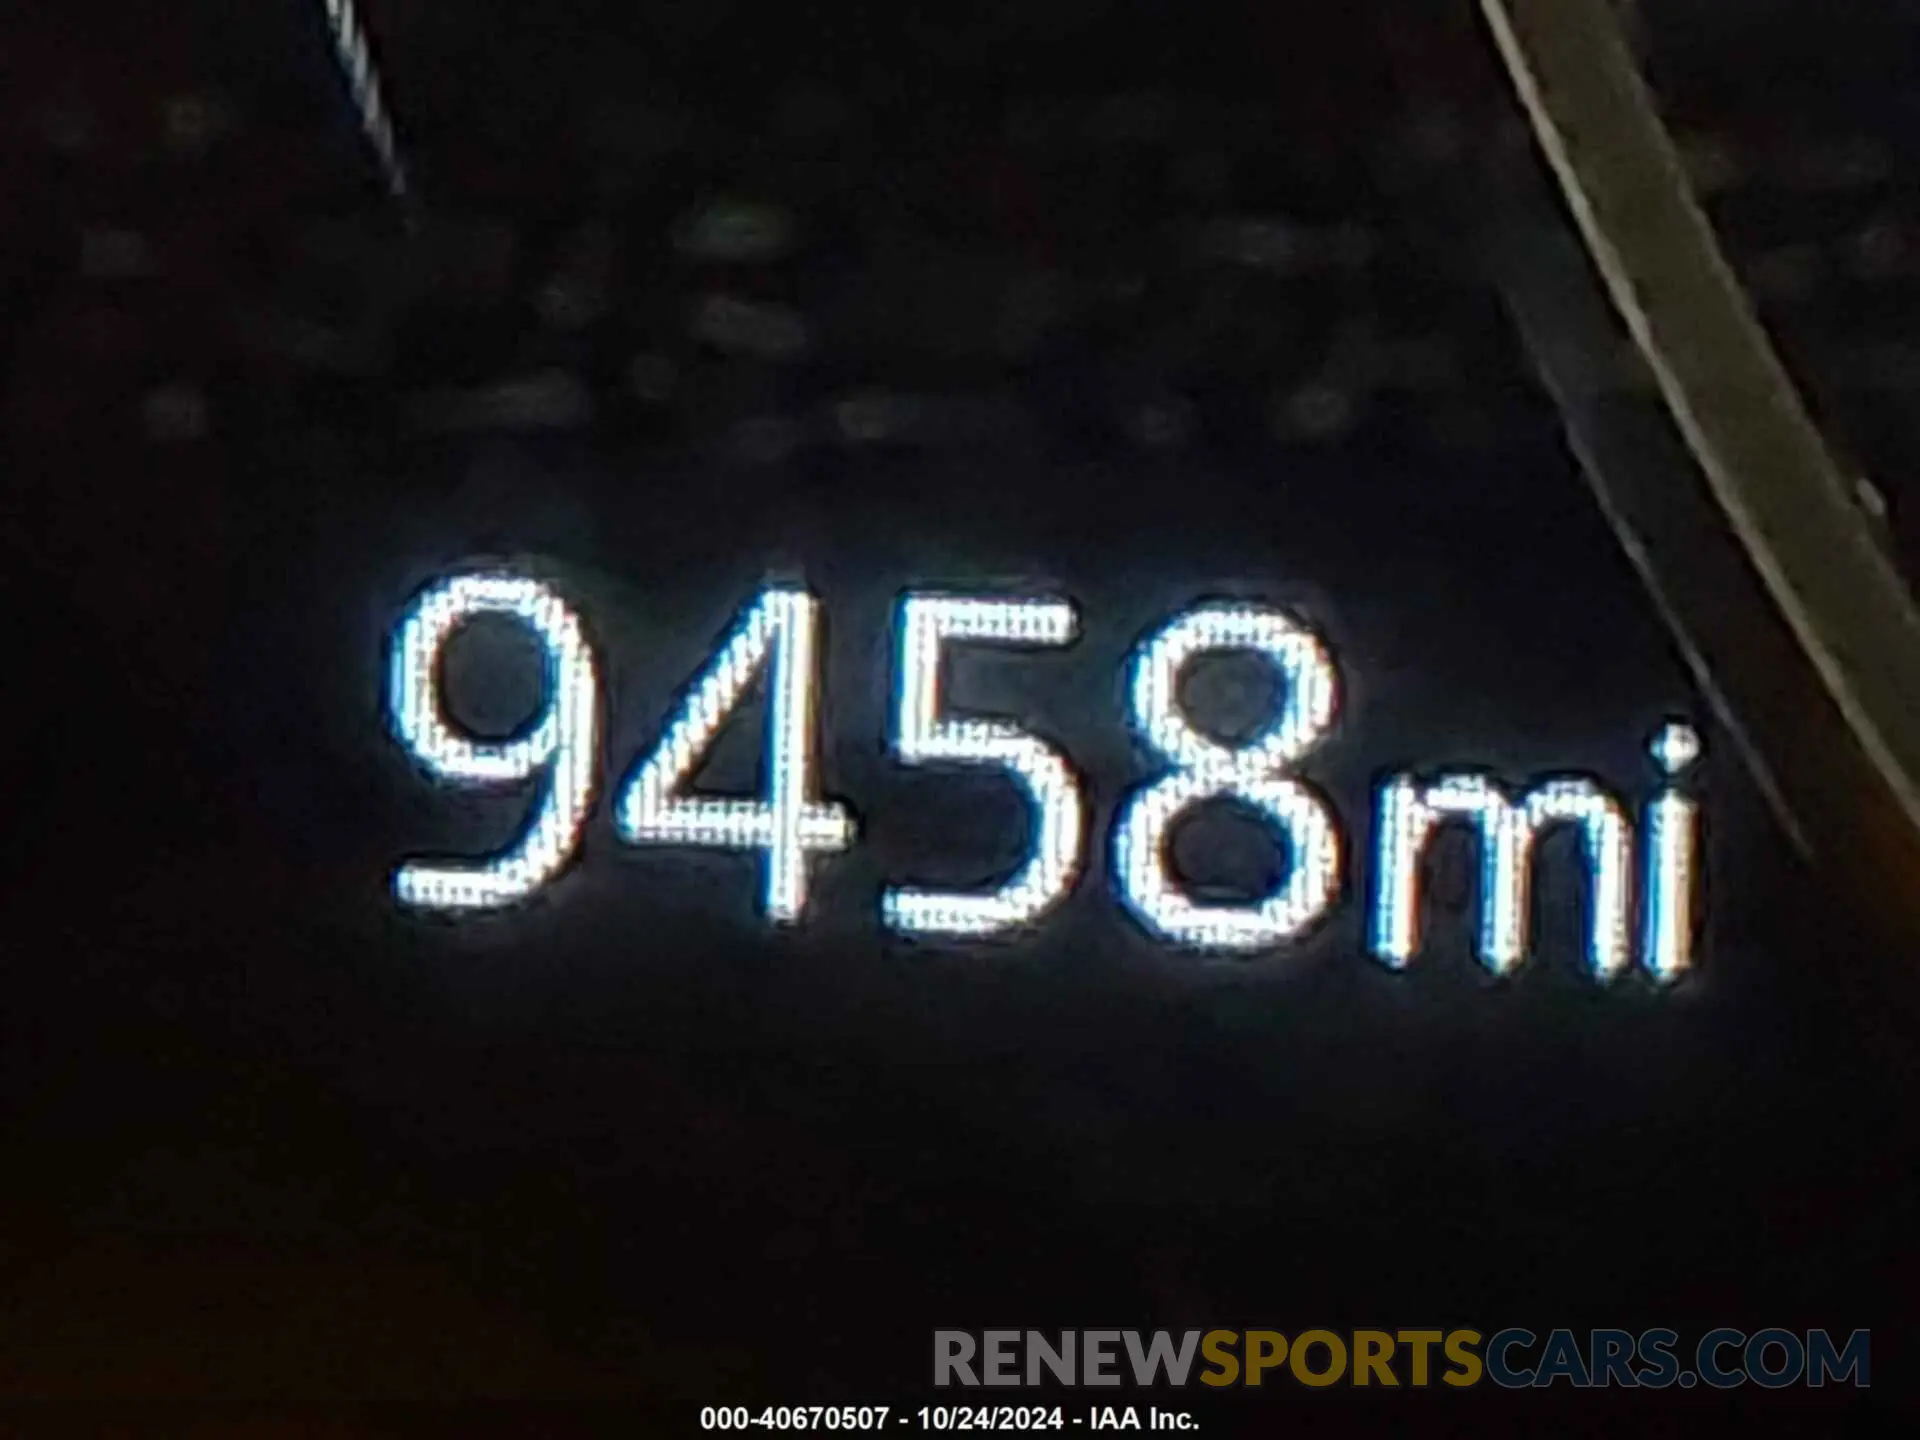 9458mi
RENEWSPORTSCARS.COM
000-40670507 - 10/24/2024 - IAA Inc.